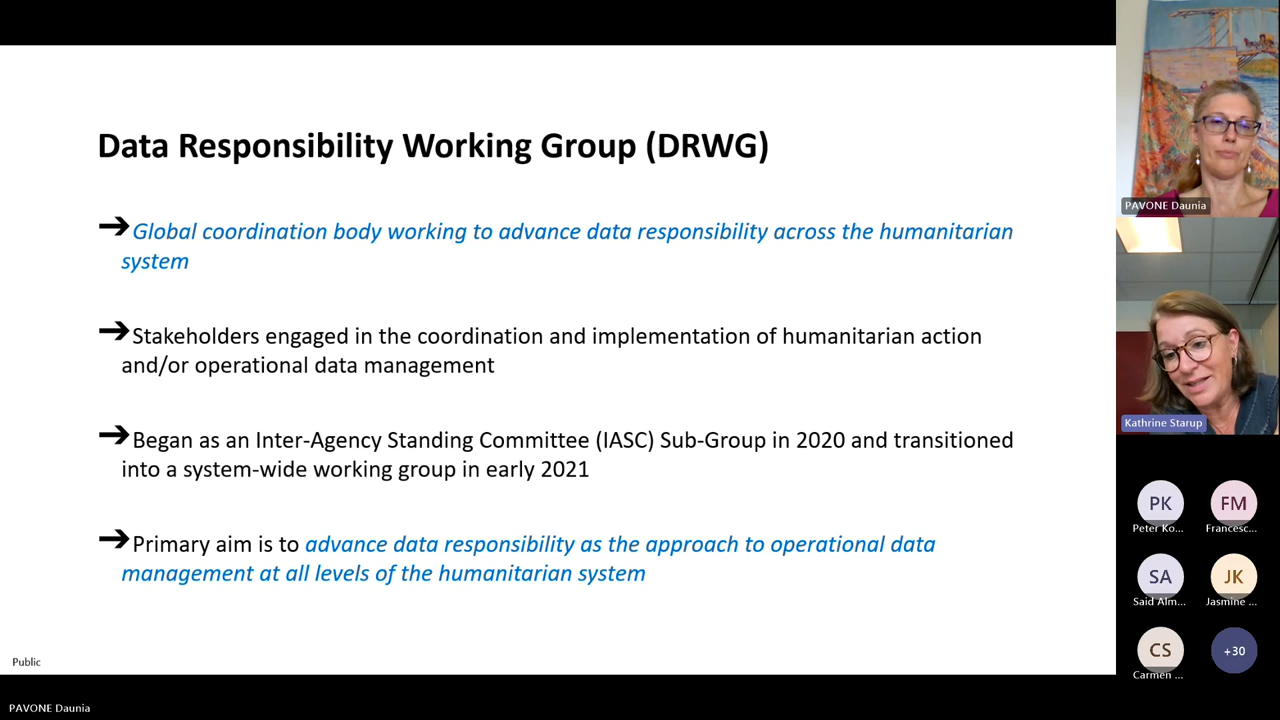 Data Responsibility Working Group (DRWG)
➔Global coordination body working to advance data responsibility across the humanitarian
system
➔Stakeholders engaged in the coordination and implementation of humanitarian action
and/or operational data management
➔Began as an Inter-Agency Standing Committee (IASC) Sub-Group in 2020 and transitioned
into a system-wide working group in early 2021
➔Primary aim is to advance data responsibility as the approach to operational data
management at all levels of the humanitarian system
Public
PAVONE Daunia
PAVONE Daunia
Kathrine Starup
PK
Peter Ko...
FM
Francesc...
SA
Said Alm...
JK
Jasmine ...
CS
Carmen ...
+30